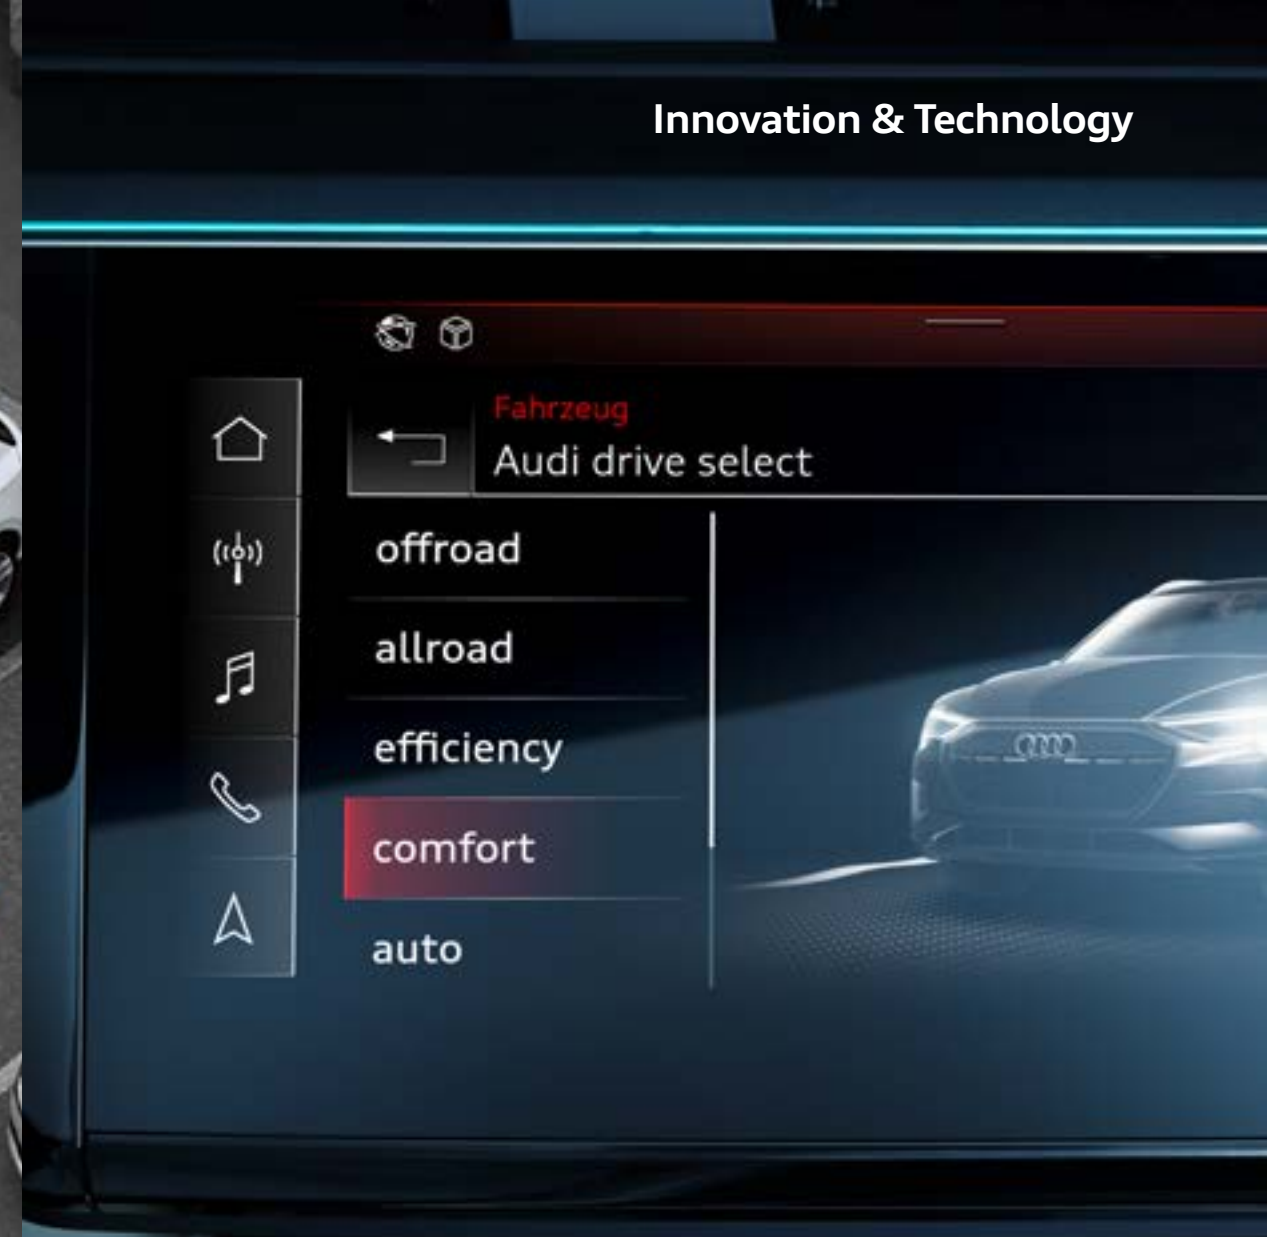 Innovation & Technology
Fahrzeug
Audi drive select
offroad
allroad
efficiency
comfort
auto